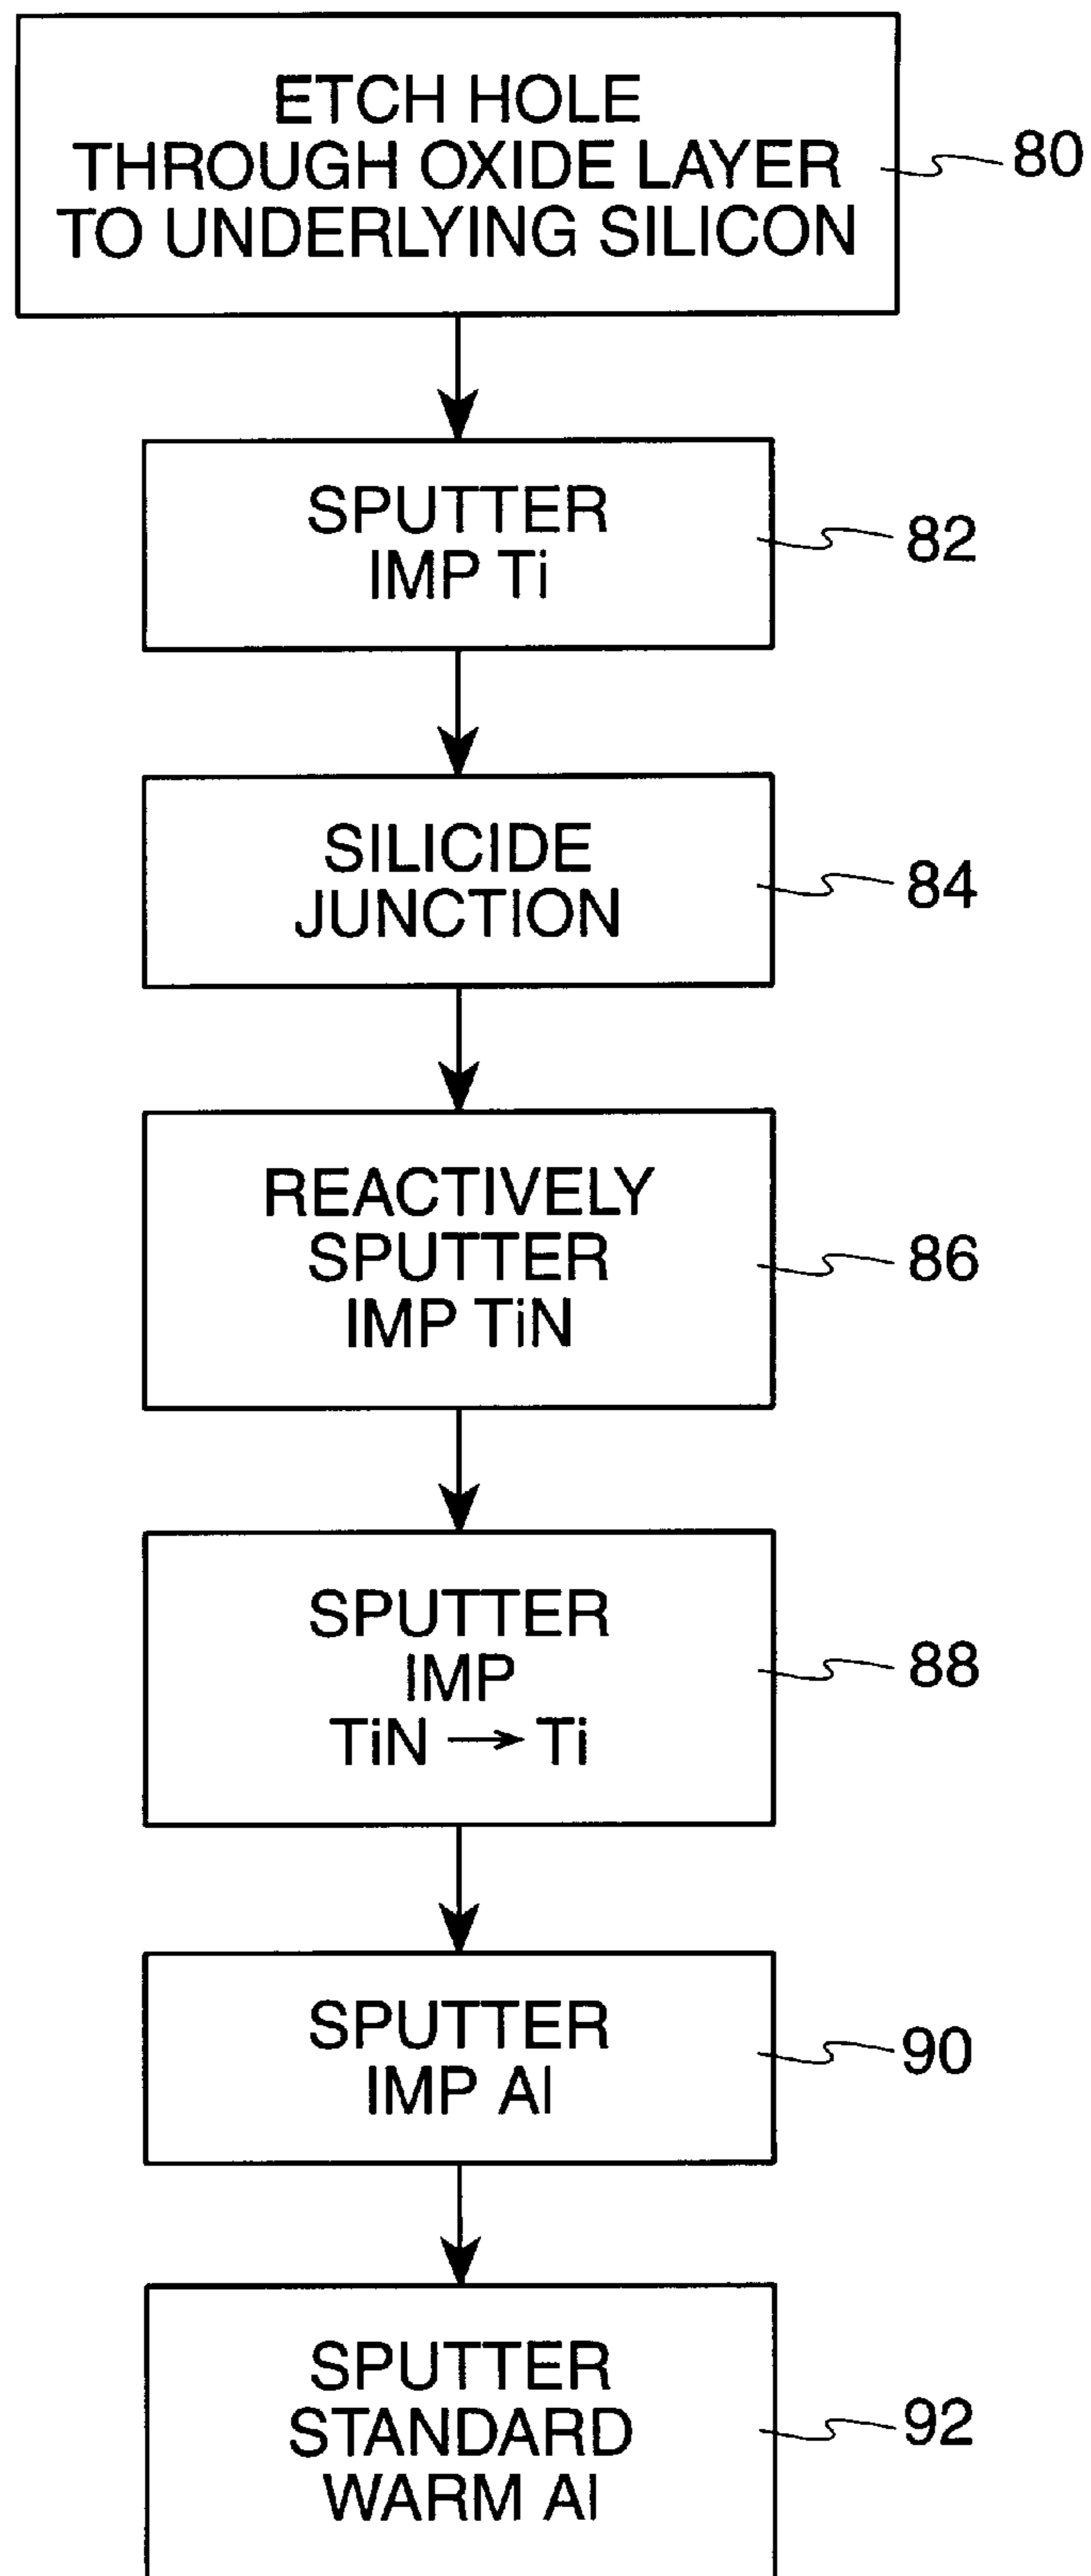 ETCH HOLE
THROUGH OXIDE LAYER
TO UNDERLYING SILICON
80
SPUTTER
IMP Ti
82
SILICIDE
JUNCTION
84
REACTIVELY
SPUTTER
IMP TiN
86
SPUTTER
IMP
TiN → Ti
88
SPUTTER
IMP Al
90
SPUTTER
STANDARD
WARM Al
92